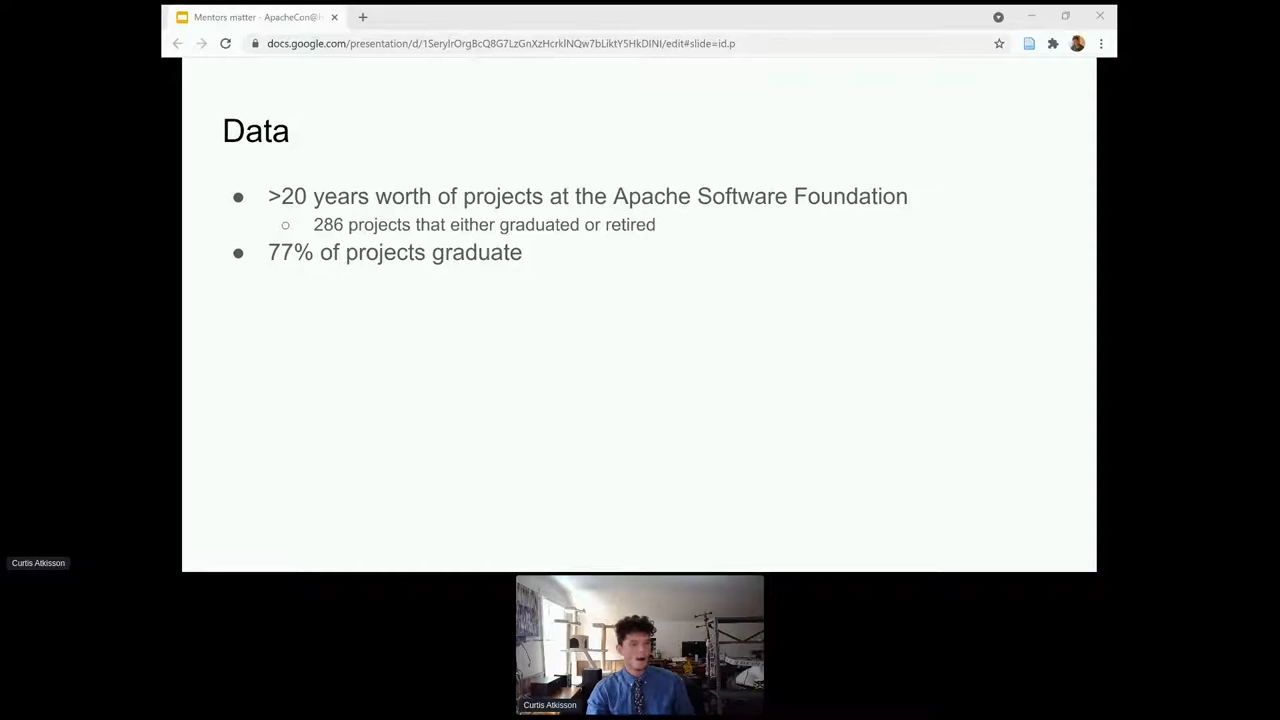 Mentors matter - ApacheCon@H
docs.google.com/presentation/d/1SerylrOrgBcQ8G7LzGnXzHcrklNQw7bLiktY5HkDINI/edit#slide=id.p
Data
● >20 years worth of projects at the Apache Software Foundation
○ 286 projects that either graduated or retired
● 77% of projects graduate
Curtis Atkisson
Curtis Atkisson